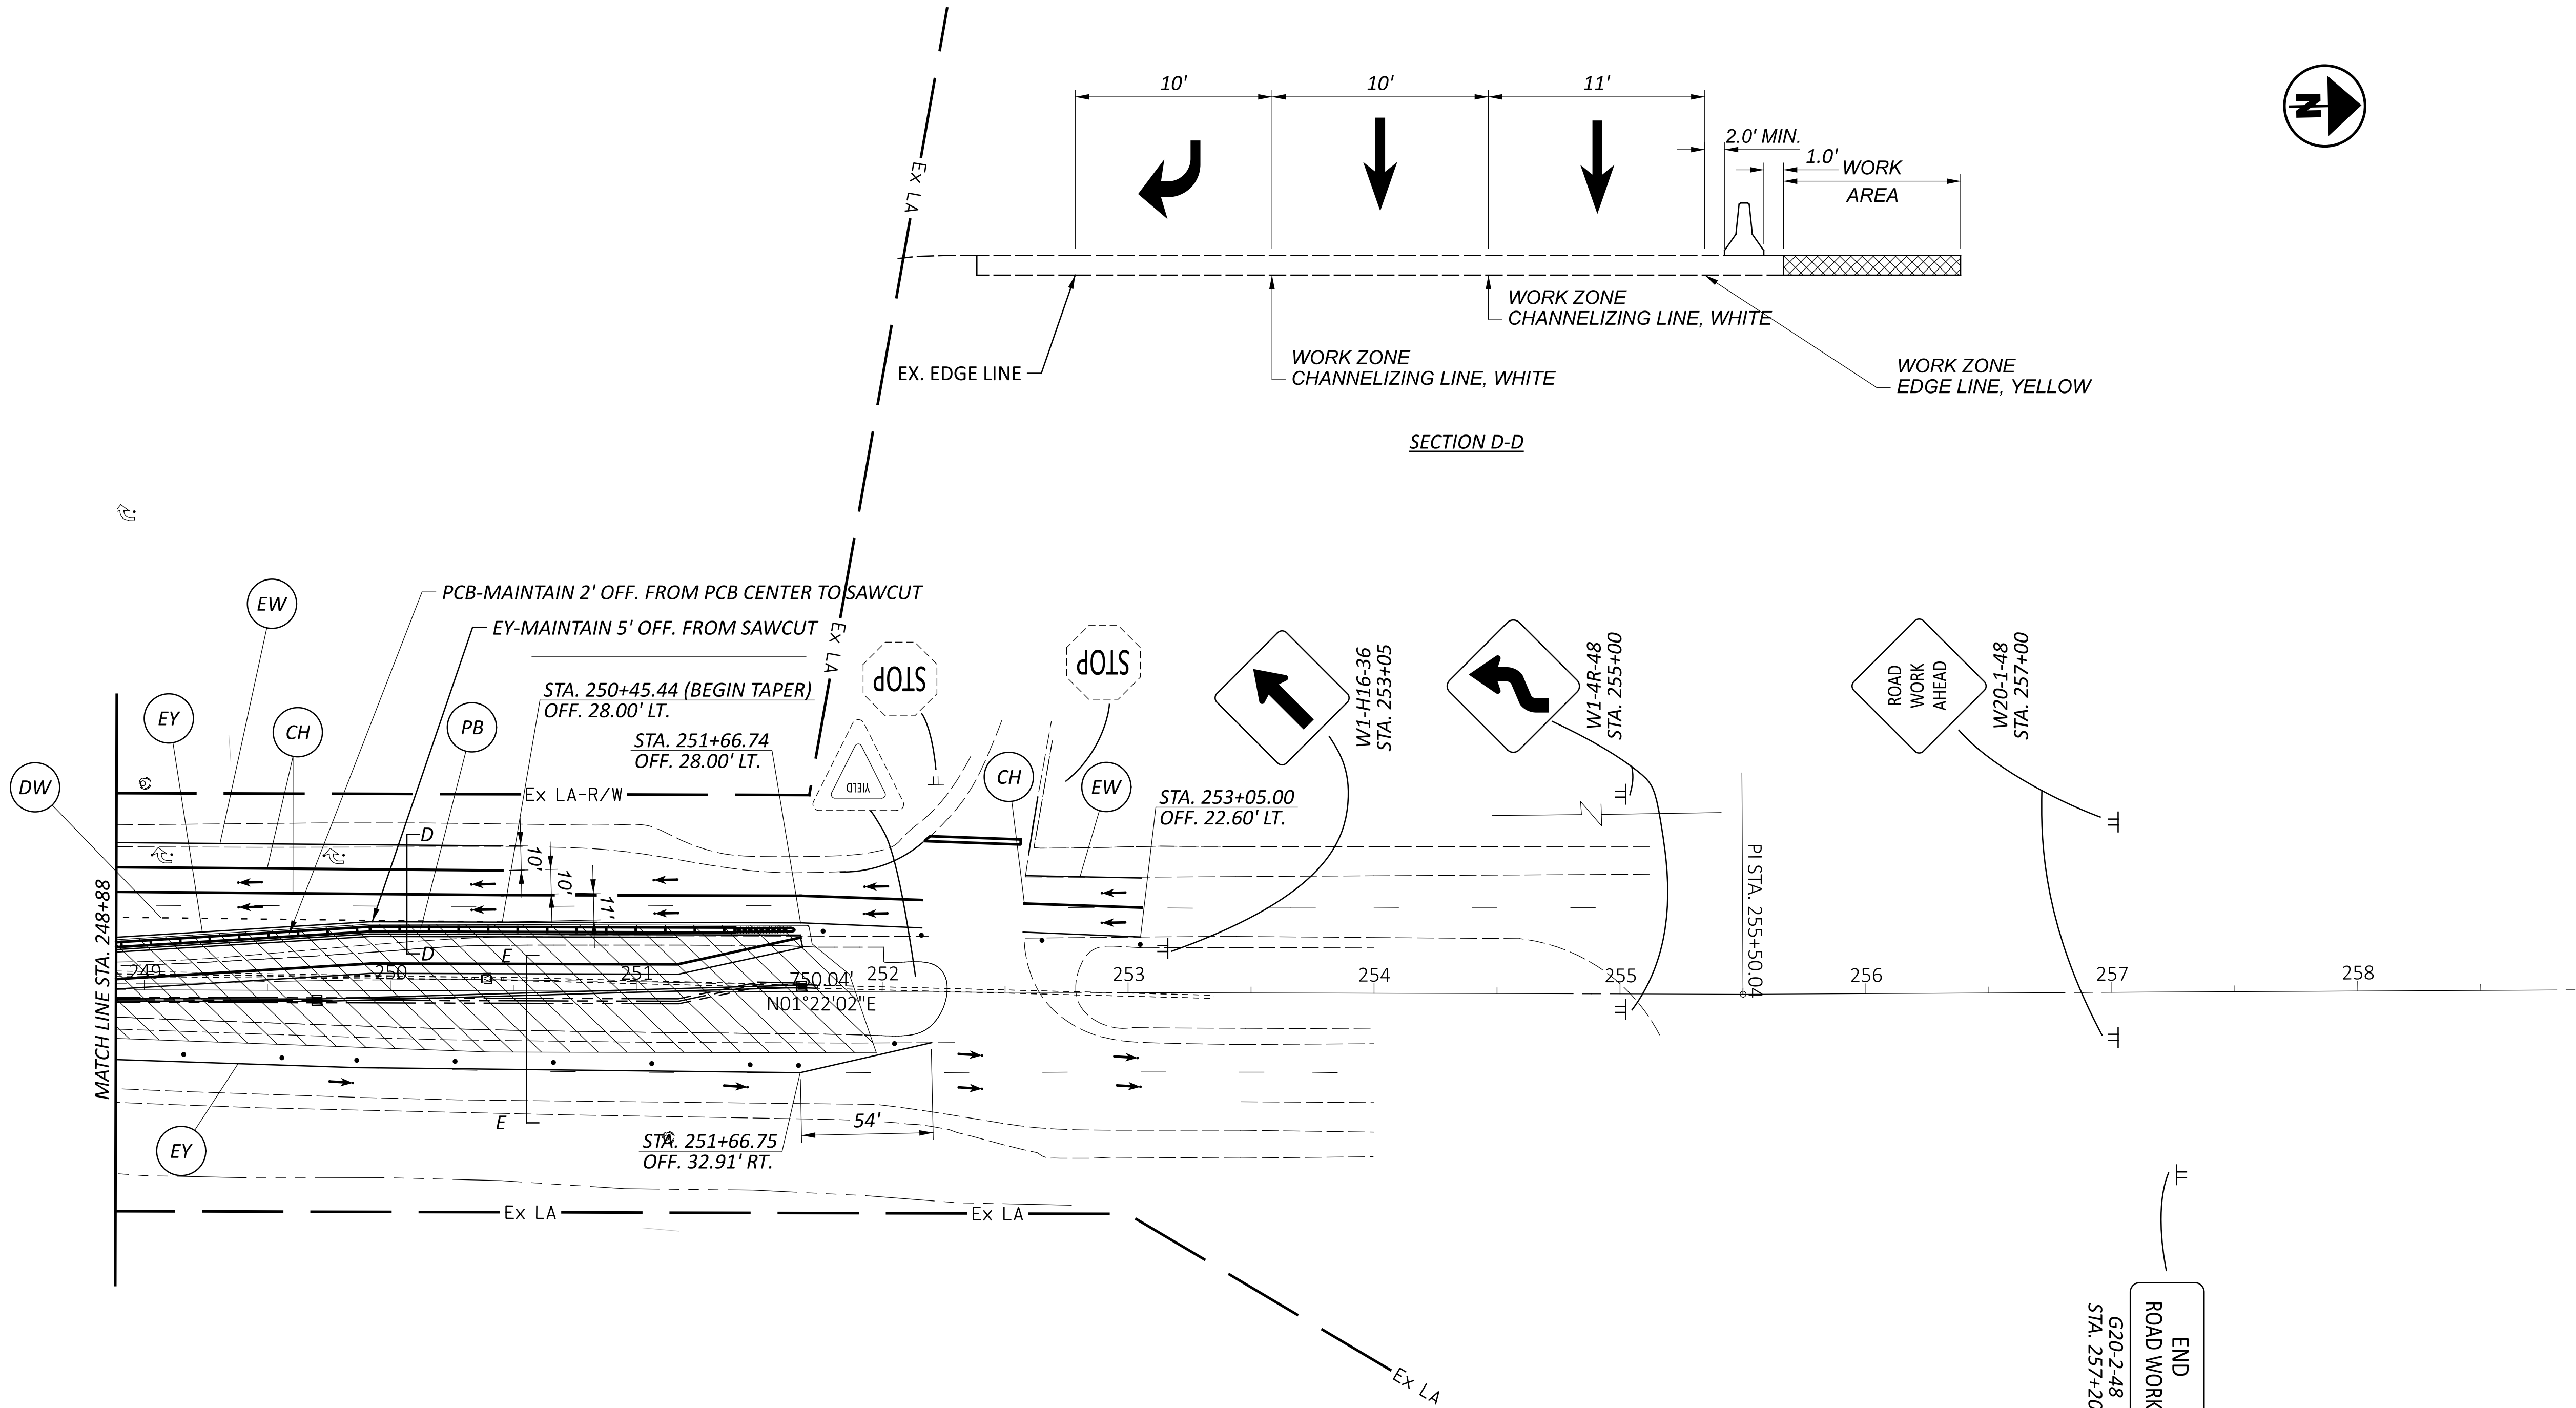 10'
10'
11'
2.0' MIN.
1.0'
WORK
AREA
N
Ex LA
WORK ZONE
CHANNELIZING LINE, WHITE
WORK ZONE
CHANNELIZING LINE, WHITE
EX. EDGE LINE
WORK ZONE
EDGE LINE, YELLOW
SECTION D-D
PCB-MAINTAIN 2' OFF. FROM PCB CENTER TO SAWCUT
EY-MAINTAIN 5' OFF. FROM SAWCUT
Ex LA
EW
EY
CH
PB
DW
STA. 250+45.44 (BEGIN TAPER)
OFF. 28.00' LT.
STA. 251+66.74
OFF. 28.00' LT.
STOP
STOP
YIELD
CH
EW
STA. 253+05.00
OFF. 22.60' LT.
W1-H16-36
STA. 253+05
W1-4R-48
STA. 255+00
ROAD
WORK
AHEAD
W20-1-48
STA. 257+00
Ex LA-R/W
D
10'
10'
11'
D
E
MATCH LINE STA. 248+88
249
250
251
750.04'
252
253
254
255
256
257
258
N01°22'02"E
PI STA. 255+50.04
E
EY
54'
STA. 251+66.75
OFF. 32.91' RT.
Ex LA
Ex LA
Ex LA
END
ROAD WORK
G20-2-48
STA. 257+20